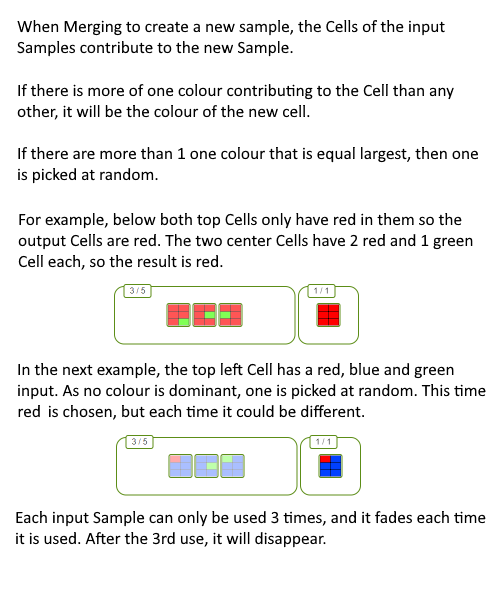 When Merging to create a new sample, the Cells of the input
Samples contribute to the new Sample.
If there is more of one colour contributing to the Cell than any
other, it will be the colour of the new cell.
If there are more than 1 one colour that is equal largest, then one
is picked at random.
For example, below both top Cells only have red in them so the
output Cells are red. The two center Cells have 2 red and 1 green
Cell each, so the result is red.
3 / 5
1 / 1
In the next example, the top left Cell has a red, blue and green
input. As no colour is dominant, one is picked at random. This time
red is chosen, but each time it could be different.
3 / 5
1 / 1
Each input Sample can only be used 3 times, and it fades each time
it is used. After the 3rd use, it will disappear.